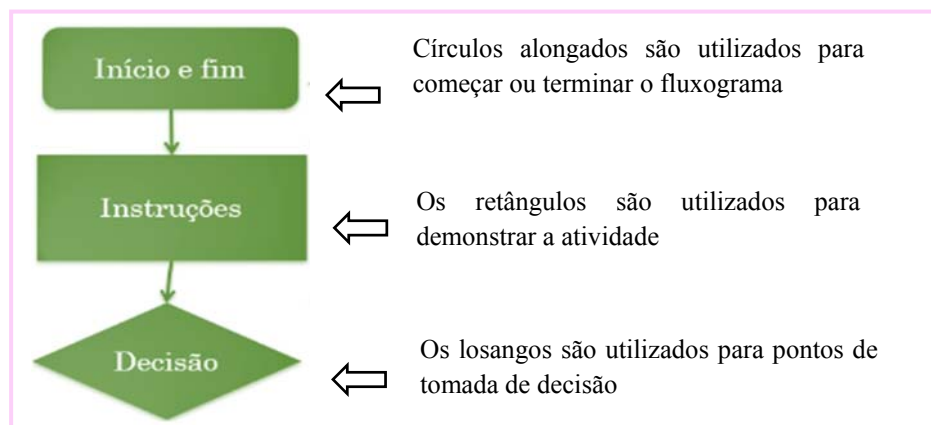 Início e fim
Círculos alongados são utilizados para
começar ou terminar o fluxograma
Instruções
Os retângulos são utilizados para
demonstrar a atividade
Decisão
Os losangos são utilizados para pontos de
tomada de decisão